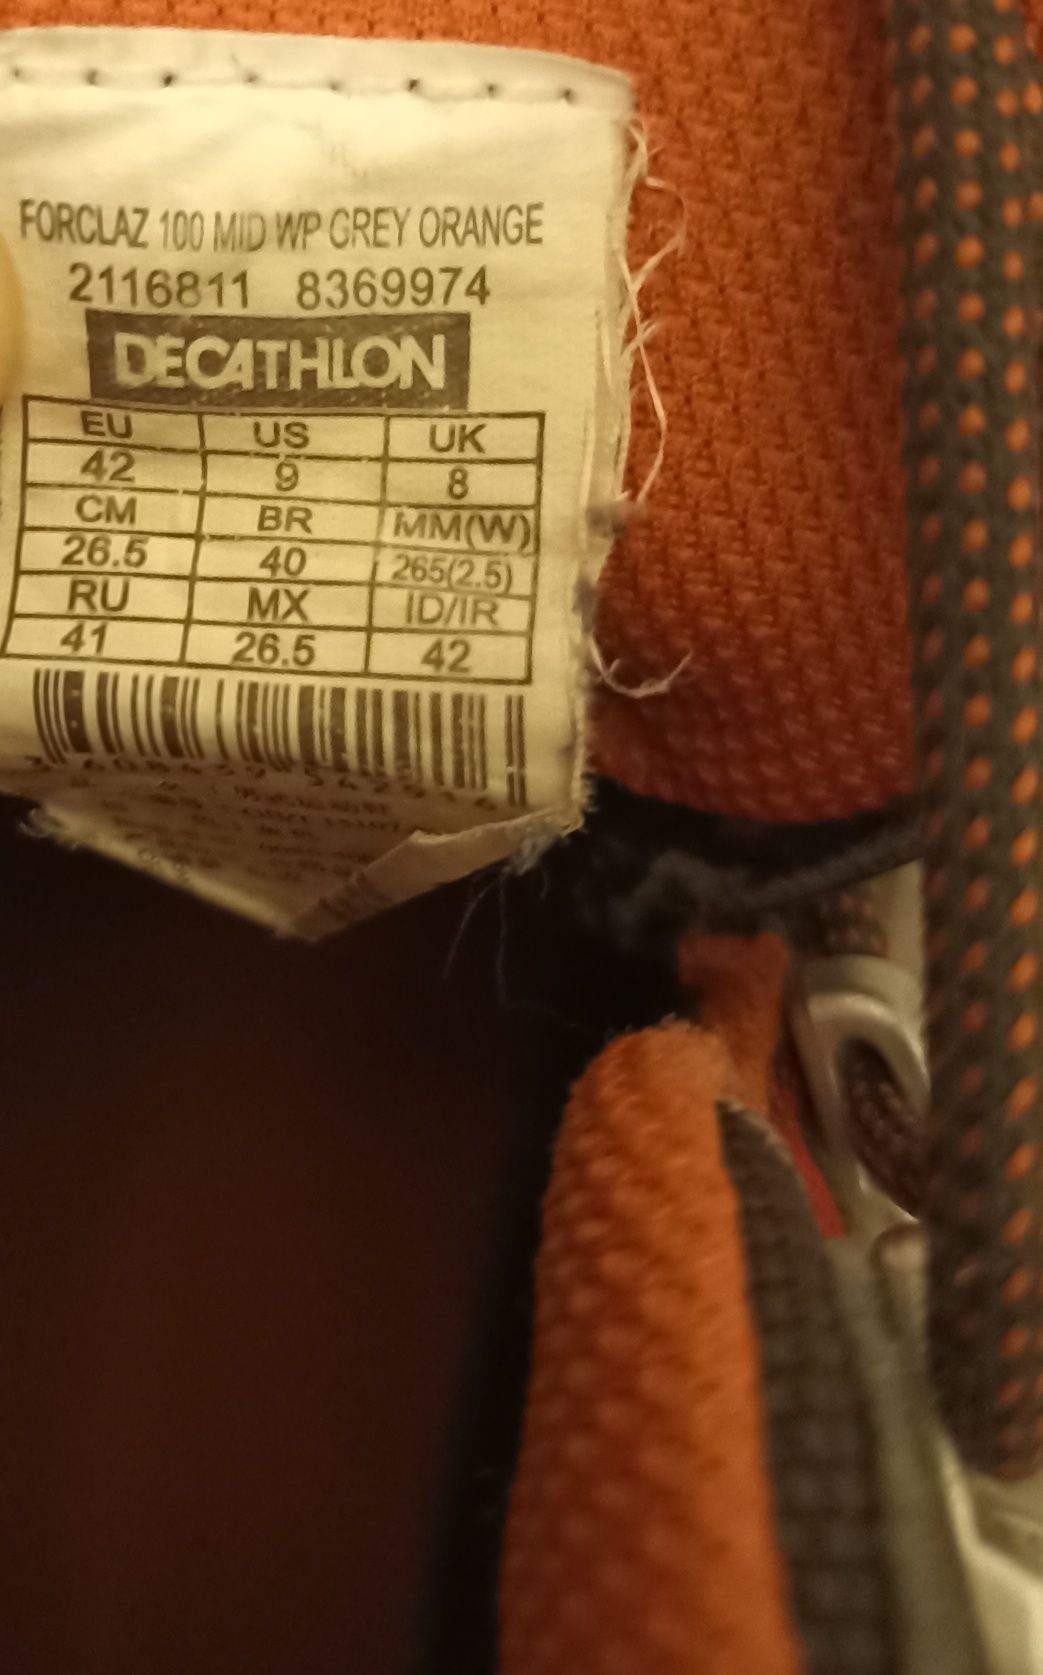 FORCLAZ 100 MID WP GREY ORANGE
2116811 8369974
DECATHLON
EU US UK
42 9 8
CM BR MM(W)
26.5 40 265(2.5)
RU MX ID/IR
41 26.5 42